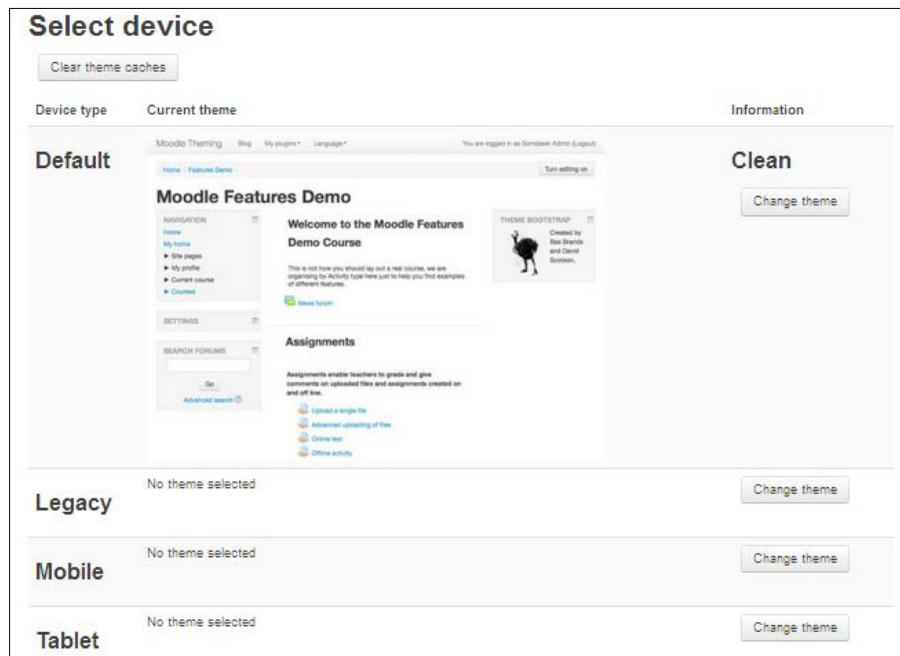 Select device
Clear theme caches
Device type Current theme Information
Default
Moodle Theming Blog My plugins Language You are logged in as Admin (Logout)
Home Features Demo Turn editing on
Moodle Features Demo
NAVIGATION
Home
My home
► Site pages
► My profile
► Current course
► Courses
SETTINGS
SEARCH FORUMS
Go
Advanced search
Welcome to the Moodle Features
Demo Course
This is not how you should lay out a real course, we are
organising by Activity type here just to help you find examples
of different features.
News forum
Assignments
Assignments enable teachers to grade and give
comments on uploaded files and assignments created on
and off line.
Upload a single file
Advanced uploading of files
Online text
Offline activity
THEME BOOTSTRAP
Created by
Bas Brands
and David
Scotson.
Clean
Change theme
Legacy No theme selected Change theme
Mobile No theme selected Change theme
Tablet No theme selected Change theme